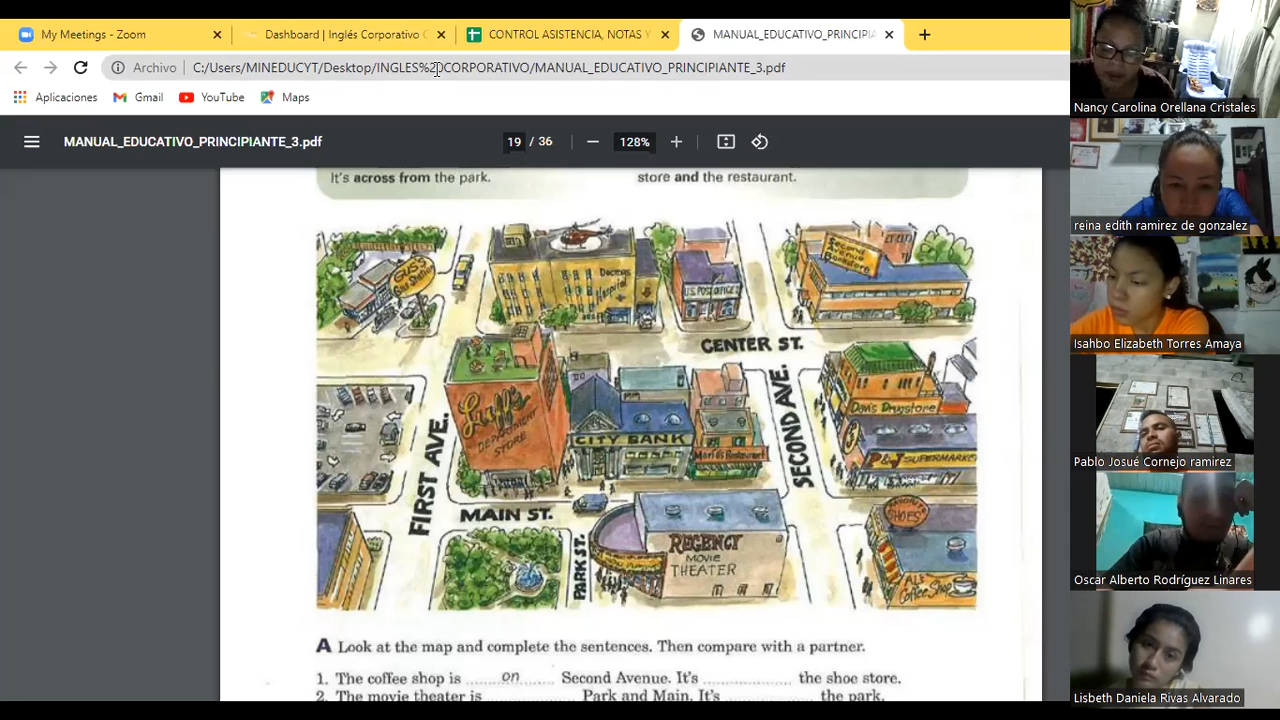 My Meetings - Zoom
Dashboard | Inglés Corporativo C
CONTROL ASISTENCIA, NOTAS Y
MANUAL_EDUCATIVO_PRINCIPIA
Archivo
C:/Users/MINEDUCYT/Desktop/INGLES%20CORPORATIVO/MANUAL_EDUCATIVO_PRINCIPIANTE_3.pdf
Aplicaciones
Gmail
YouTube
Maps
MANUAL_EDUCATIVO_PRINCIPIANTE_3.pdf
19 / 36
128%
It's across from the park.
store and the restaurant.
GUS's
Gas Station
Hospital
U.S. POST OFFICE
Second Avenue Bookstore
CENTER ST.
Luff's
DEPARTMENT STORE
CITY BANK
Maria's Restaurant
Dan's Drugstore
P&J SUPERMARKET
FIRST AVE.
SECOND AVE.
MAIN ST.
PARK ST.
REGENCY
MOVIE
THEATER
SHOES
AL's
Coffee Shop
A Look at the map and complete the sentences. Then compare with a partner.
1. The coffee shop is on Second Avenue. It's the shoe store.
2. The movie theater is Park and Main. It's the park.
Nancy Carolina Orellana Cristales
reina edith ramirez de gonzalez
Isahbo Elizabeth Torres Amaya
Pablo Josué Cornejo ramirez
Oscar Alberto Rodríguez Linares
Lisbeth Daniela Rivas Alvarado